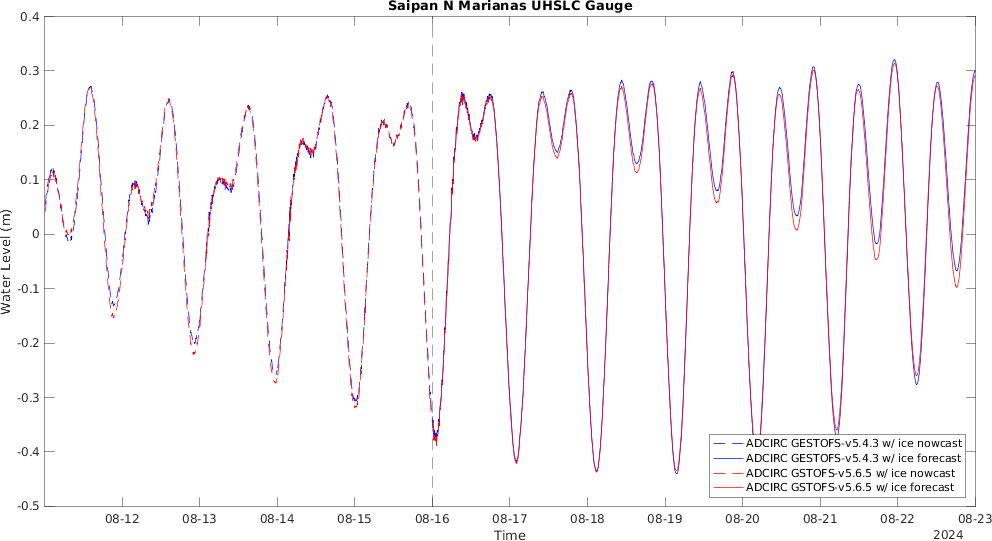 Saipan N Marianas UHSLC Gauge
0.4
0.3
0.2
0.1
0
-0.1
-0.2
-0.3
-0.4
-0.5
Water Level (m)
ADCIRC GESTOFS-v5.4.3 w/ ice nowcast
ADCIRC GESTOFS-v5.4.3 w/ ice forecast
ADCIRC GSTOFS-v5.6.5 w/ ice nowcast
ADCIRC GSTOFS-v5.6.5 w/ ice forecast
08-12 08-13 08-14 08-15 08-16 08-17 08-18 08-19 08-20 08-21 08-22 08-23
Time
2024